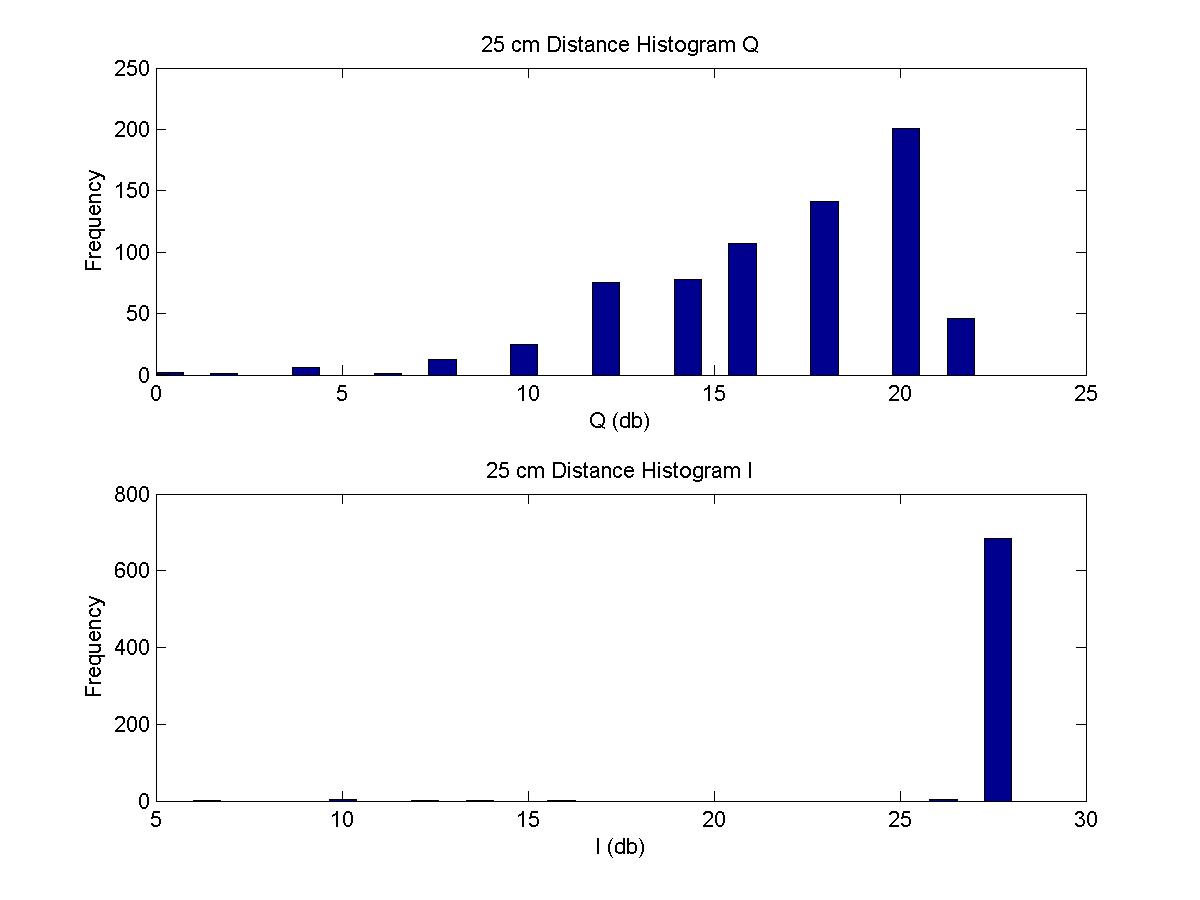 25 cm Distance Histogram Q
250
200
150
100
50
0
Frequency
0 5 10 15 20 25
Q (db)
25 cm Distance Histogram I
800
600
400
200
0
Frequency
5 10 15 20 25 30
I (db)